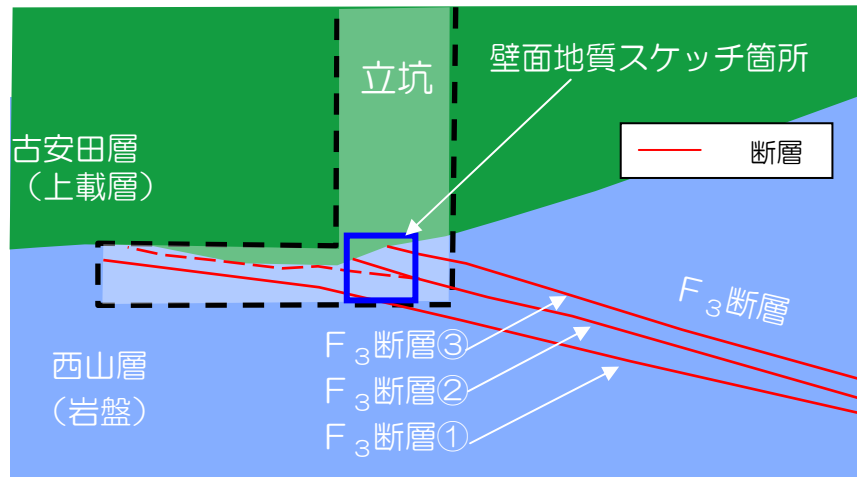 立坑
壁面地質スケッチ箇所
断層
古安田層
（上載層）
F₃断層
F₃断層③
F₃断層②
F₃断層①
西山層
（岩盤）